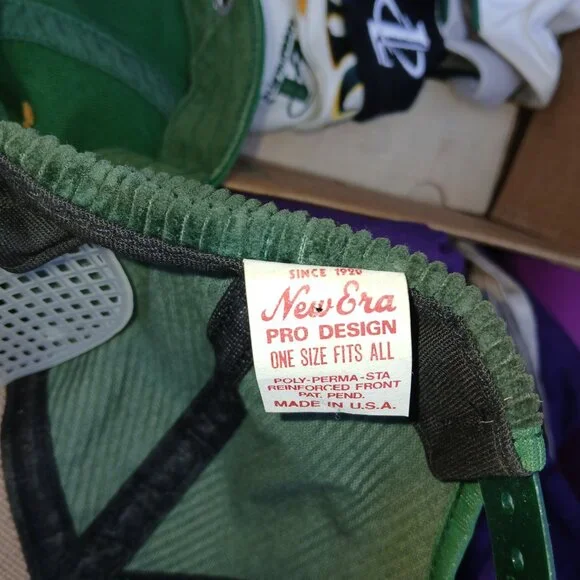 SINCE 1920
New Era
PRO DESIGN
ONE SIZE FITS ALL
POLY-PERMA-STA
REINFORCED FRONT
PAT. PEND.
MADE IN U.S.A.